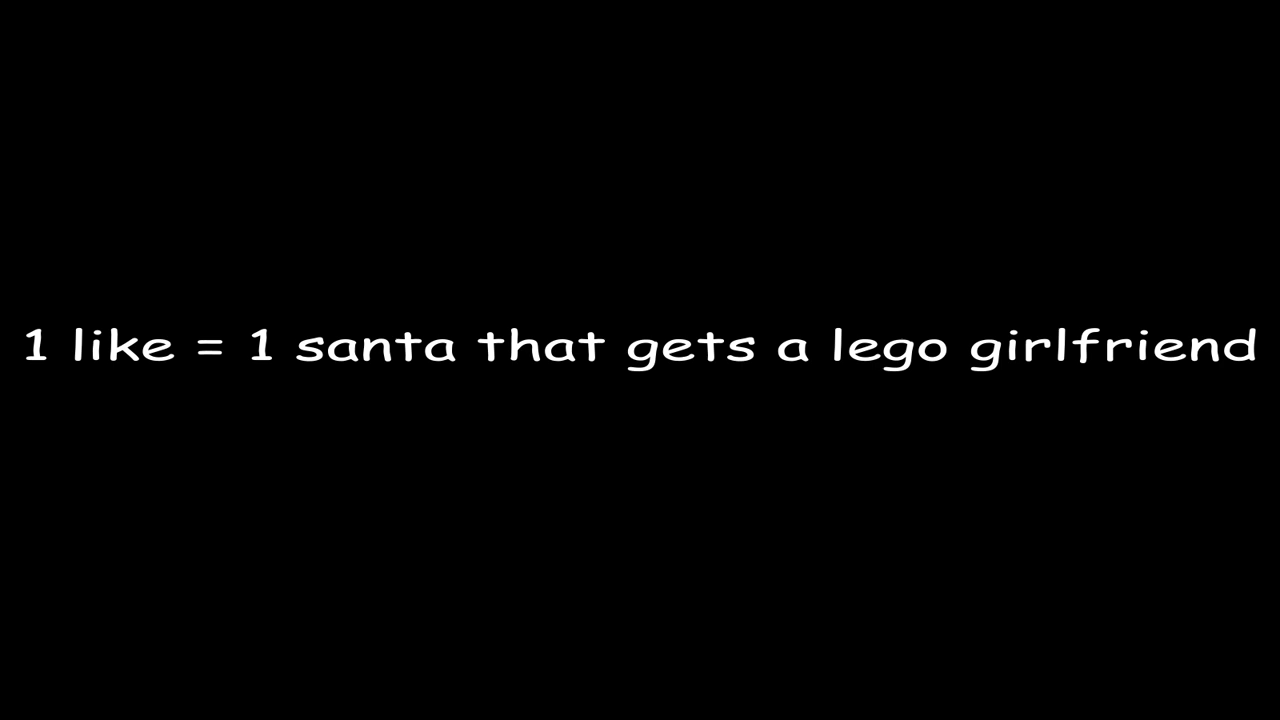 1 like = 1 santa that gets a lego girlfriend